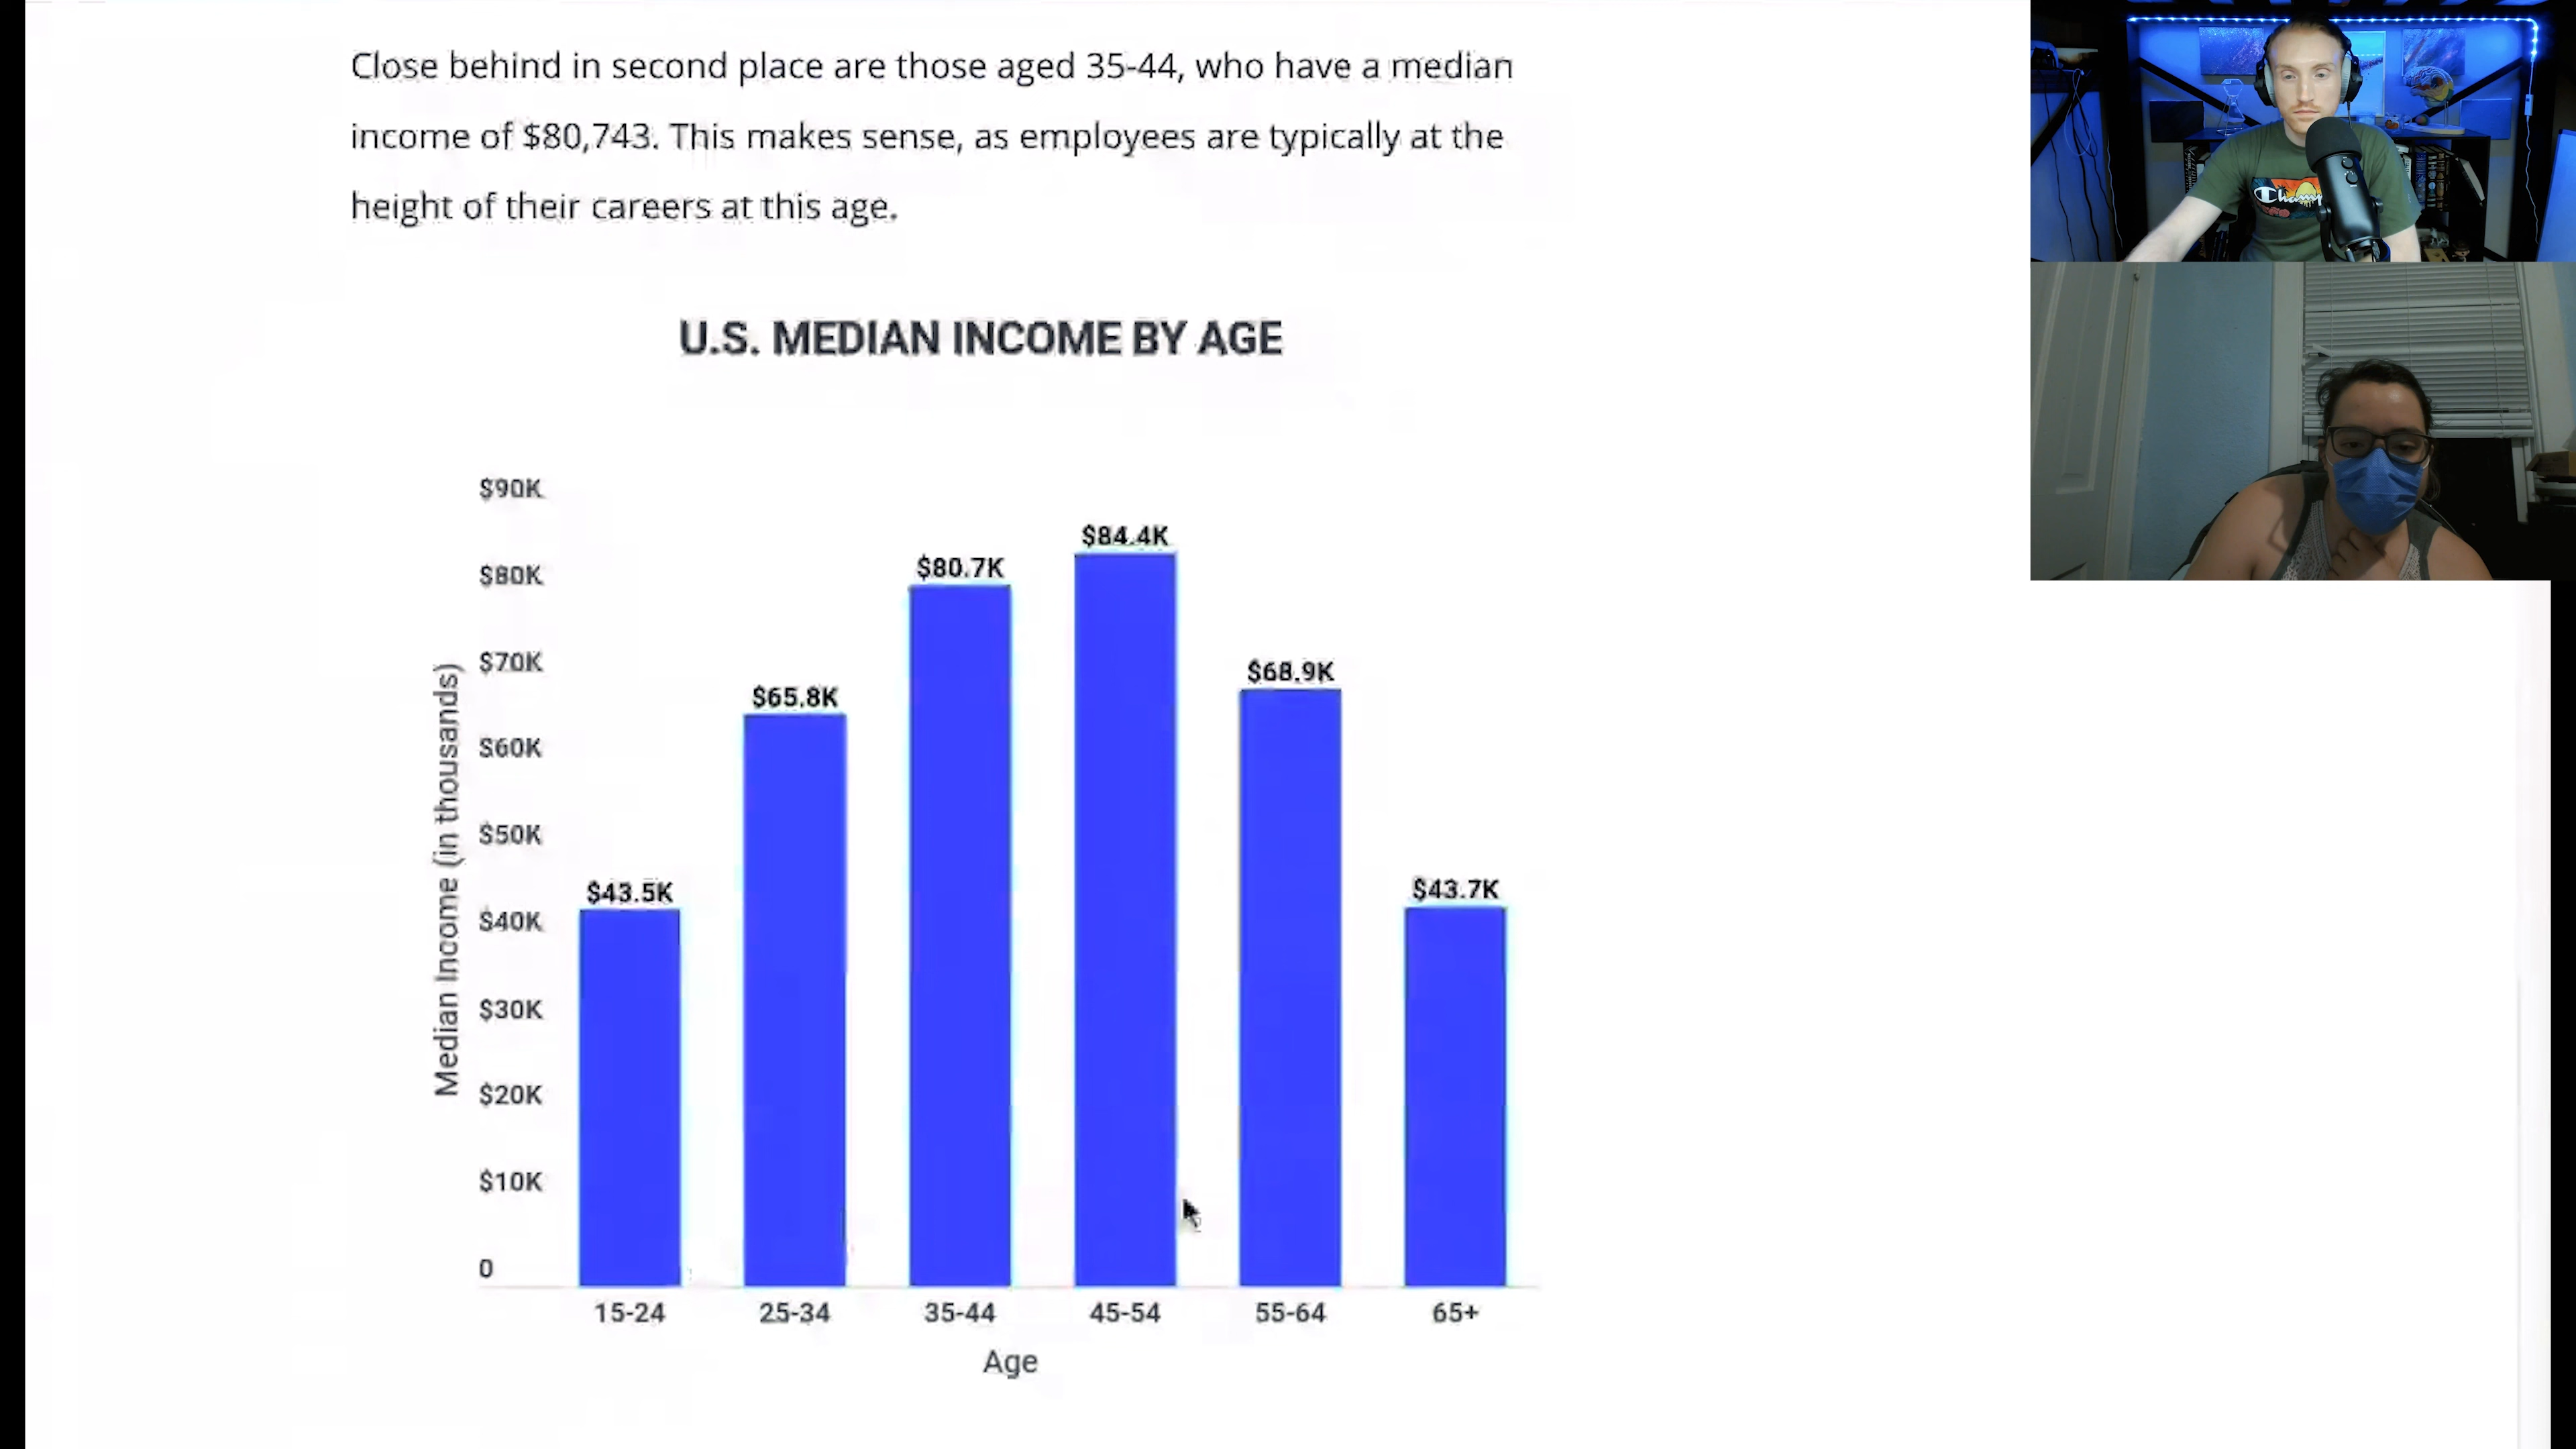 Close behind in second place are those aged 35-44, who have a median
income of $80,743. This makes sense, as employees are typically at the
height of their careers at this age.
U.S. MEDIAN INCOME BY AGE
Median Income (in thousands)
$90K
$80K
$70K
$60K
$50K
$40K
$30K
$20K
$10K
0
$43.5K
$65.8K
$80.7K
$84.4K
$68.9K
$43.7K
15-24
25-34
35-44
45-54
55-64
65+
Age